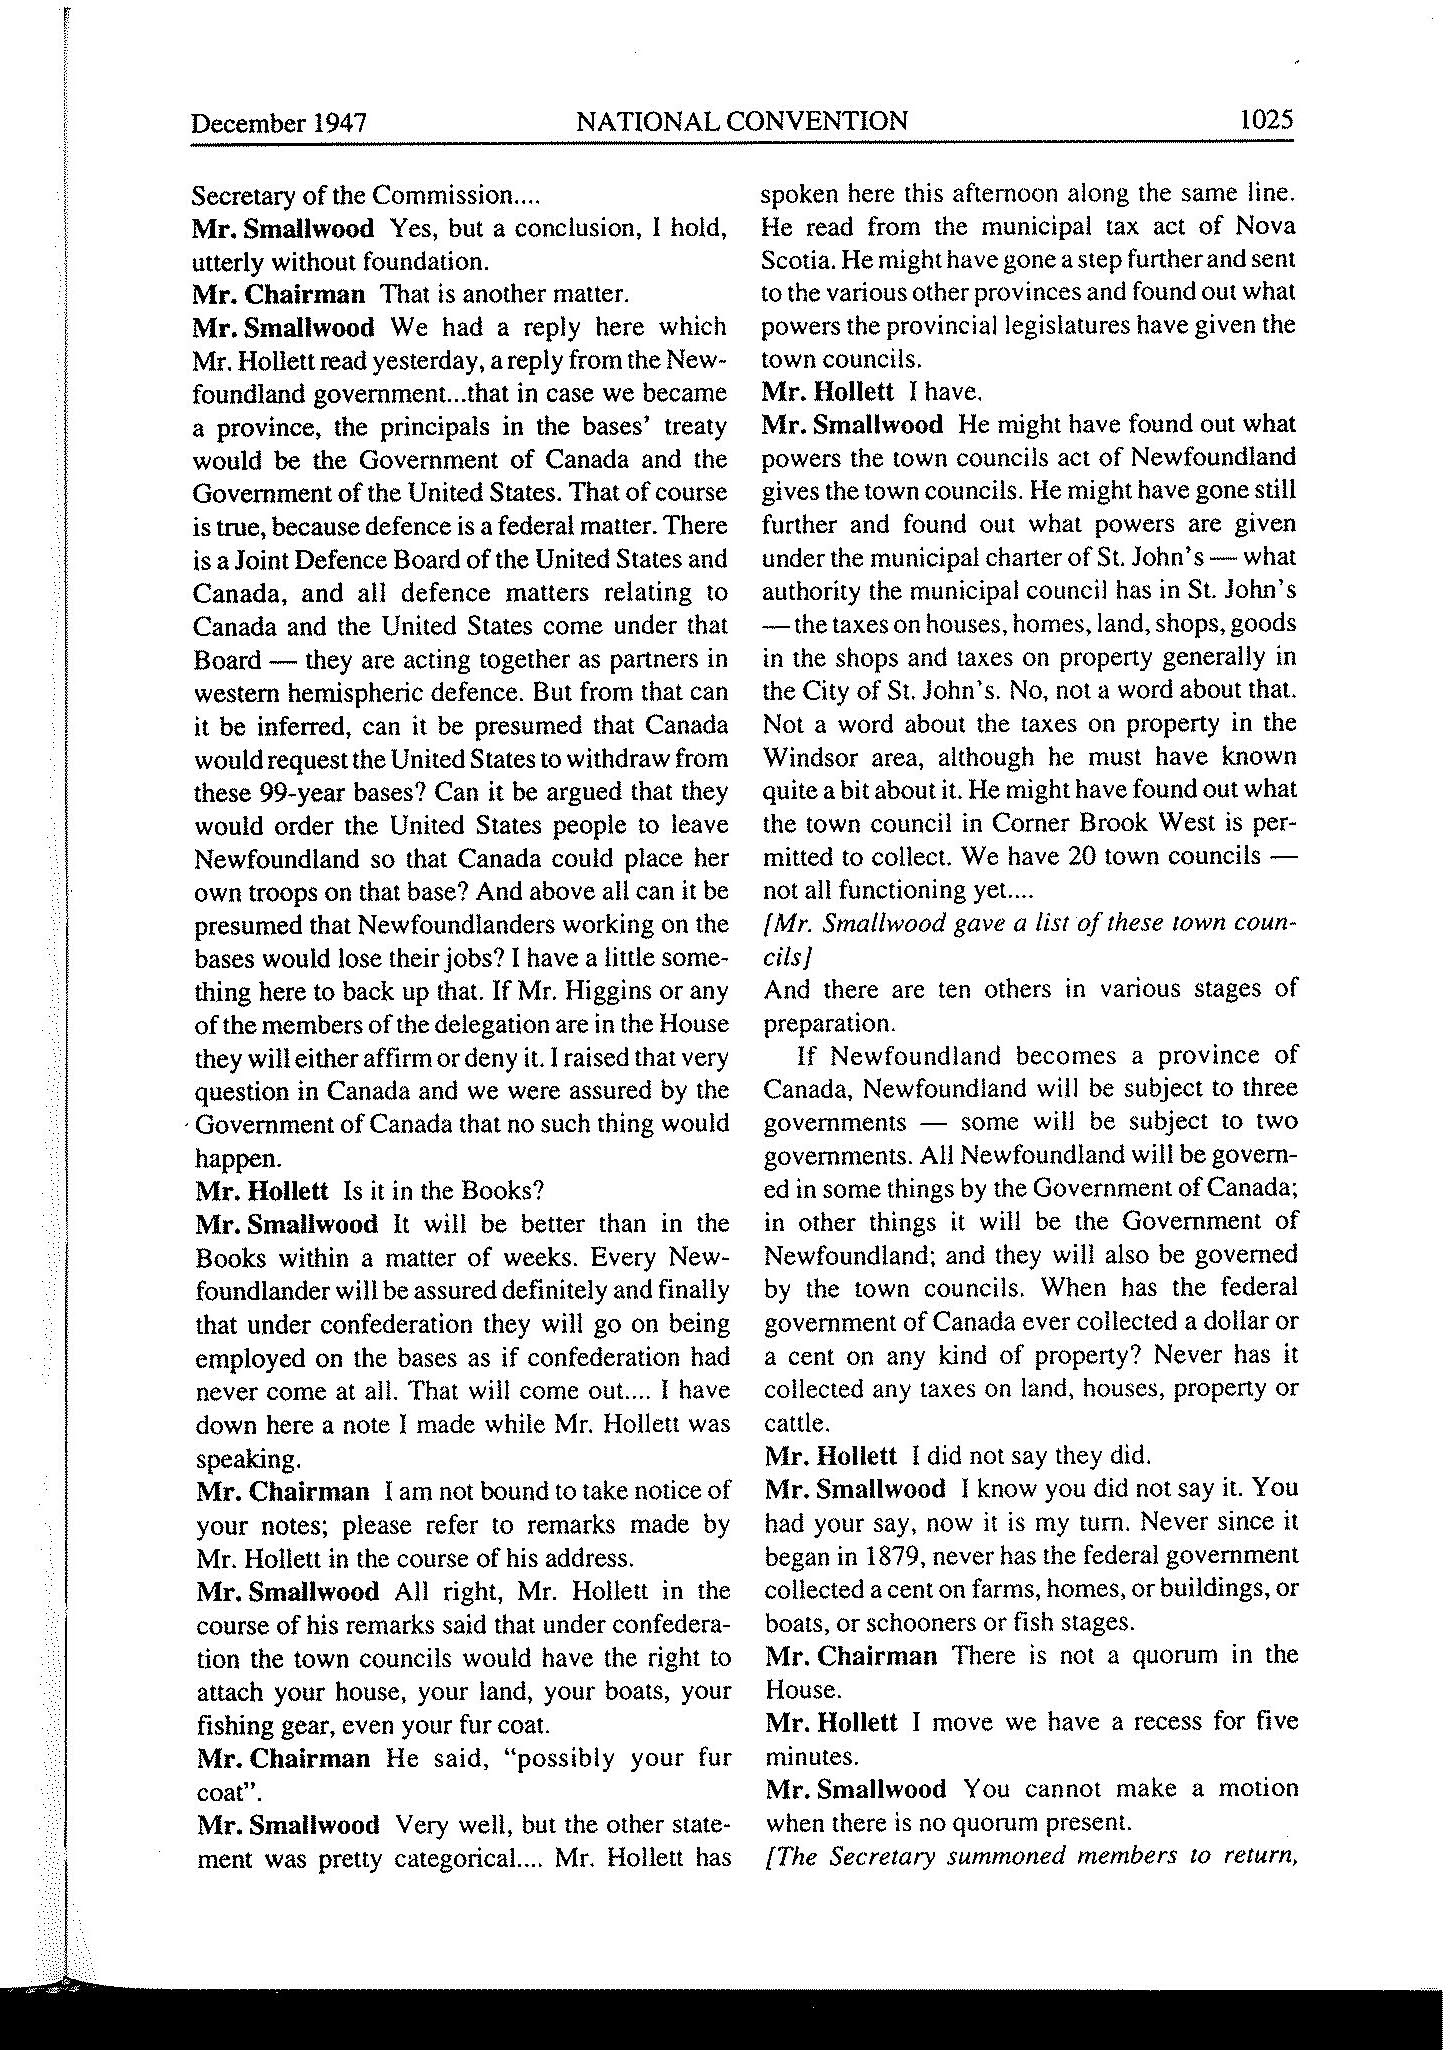 December 1947 NATIONAL CONVENTION 1025
Secretary of the Commission....
Mr. Smallwood Yes, but a conclusion, I hold,
utterly without foundation.
Mr. Chairman That is another matter.
Mr. Smallwood We had a reply here which
Mr. Hollett read yesterday, a reply from the New-
foundland government...that in case we became
a province, the principals in the bases' treaty
would be the Government of Canada and the
Government of the United States. That of course
is true, because defence is a federal matter. There
is a Joint Defence Board of the United States and
Canada, and all defence matters relating to
Canada and the United States come under that
Board — they are acting together as partners in
western hemispheric defence. But from that can
it be inferred, can it be presumed that Canada
would request the United States to withdraw from
these 99-year bases? Can it be argued that they
would order the United States people to leave
Newfoundland so that Canada could place her
own troops on that base? And above all can it be
presumed that Newfoundlanders working on the
bases would lose their jobs? I have a little some-
thing here to back up that. If Mr. Higgins or any
of the members of the delegation are in the House
they will either affirm or deny it. I raised that very
question in Canada and we were assured by the
Government of Canada that no such thing would
happen.
Mr. Hollett Is it in the Books?
Mr. Smallwood It will be better than in the
Books within a matter of weeks. Every New-
foundlander will be assured definitely and finally
that under confederation they will go on being
employed on the bases as if confederation had
never come at all. That will come out.... I have
down here a note I made while Mr. Hollett was
speaking.
Mr. Chairman I am not bound to take notice of
your notes; please refer to remarks made by
Mr. Hollett in the course of his address.
Mr. Smallwood All right, Mr. Hollett in the
course of his remarks said that under confedera-
tion the town councils would have the right to
attach your house, your land, your boats, your
fishing gear, even your fur coat.
Mr. Chairman He said, "possibly your fur
coat".
Mr. Smallwood Very well, but the other state-
ment was pretty categorical.... Mr. Hollett has
spoken here this afternoon along the same line.
He read from the municipal tax act of Nova
Scotia. He might have gone a step further and sent
to the various other provinces and found out what
powers the provincial legislatures have given the
town councils.
Mr. Hollett I have.
Mr. Smallwood He might have found out what
powers the town councils act of Newfoundland
gives the town councils. He might have gone still
further and found out what powers are given
under the municipal charter of St. John's — what
authority the municipal council has in St. John's
— the taxes on houses, homes, land, shops, goods
in the shops and taxes on property generally in
the City of St. John's. No, not a word about that.
Not a word about the taxes on property in the
Windsor area, although he must have known
quite a bit about it. He might have found out what
the town council in Corner Brook West is per-
mitted to collect. We have 20 town councils —
not all functioning yet....
[Mr. Smallwood gave a list of these town coun-
cils]
And there are ten others in various stages of
preparation.
If Newfoundland becomes a province of
Canada, Newfoundland will be subject to three
governments — some will be subject to two
governments. All Newfoundland will be govern-
ed in some things by the Government of Canada;
in other things it will be the Government of
Newfoundland; and they will also be governed
by the town councils. When has the federal
government of Canada ever collected a dollar or
a cent on any kind of property? Never has it
collected any taxes on land, houses, property or
cattle.
Mr. Hollett I did not say they did.
Mr. Smallwood I know you did not say it. You
had your say, now it is my turn. Never since it
began in 1879, never has the federal government
collected a cent on farms, homes, or buildings, or
boats, or schooners or fish stages.
Mr. Chairman There is not a quorum in the
House.
Mr. Hollett I move we have a recess for five
minutes.
Mr. Smallwood You cannot make a motion
when there is no quorum present.
[The Secretary summoned members to return,